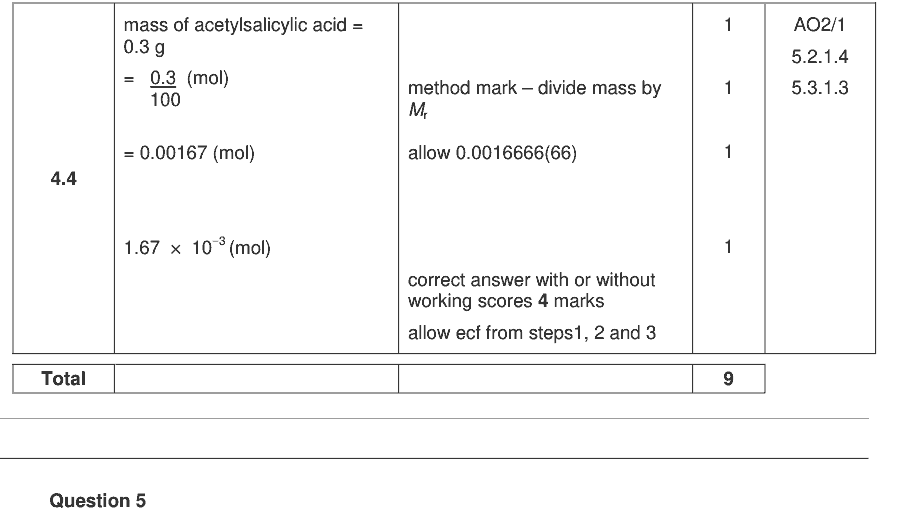 mass of acetylsalicylic acid = 1 AO2/1
0.3 g
5.2.1.4
= 0.3 (mol)
100
method mark – divide mass by 1 5.3.1.3
Mr
= 0.00167 (mol) allow 0.0016666(66) 1
4.4
1.67 × 10⁻³ (mol) 1
correct answer with or without
working scores 4 marks
allow ecf from steps1, 2 and 3
Total 9
Question 5